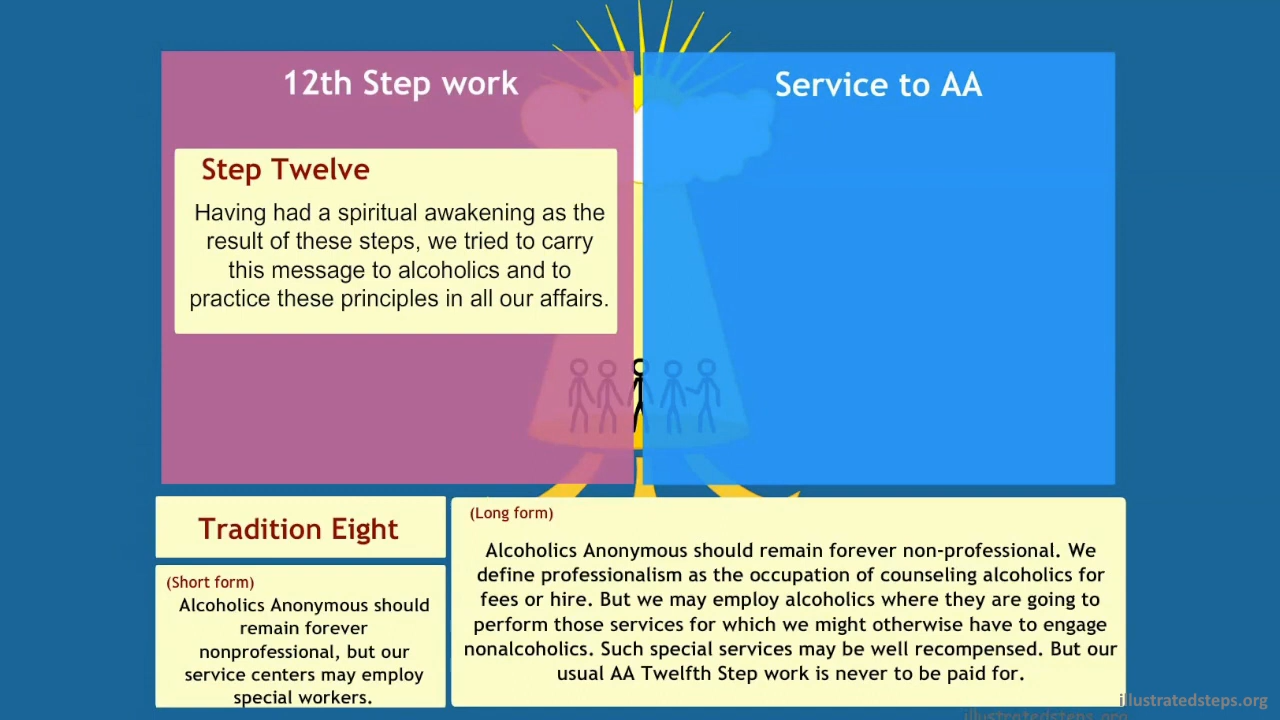 12th Step work
Service to AA
Step Twelve
Having had a spiritual awakening as the
result of these steps, we tried to carry
this message to alcoholics and to
practice these principles in all our affairs.
Tradition Eight
(Short form)
Alcoholics Anonymous should
remain forever
nonprofessional, but our
service centers may employ
special workers.
(Long form)
Alcoholics Anonymous should remain forever non-professional. We
define professionalism as the occupation of counseling alcoholics for
fees or hire. But we may employ alcoholics where they are going to
perform those services for which we might otherwise have to engage
nonalcoholics. Such special services may be well recompensed. But our
usual AA Twelfth Step work is never to be paid for.
illustratedsteps.org
illustratedsteps.org